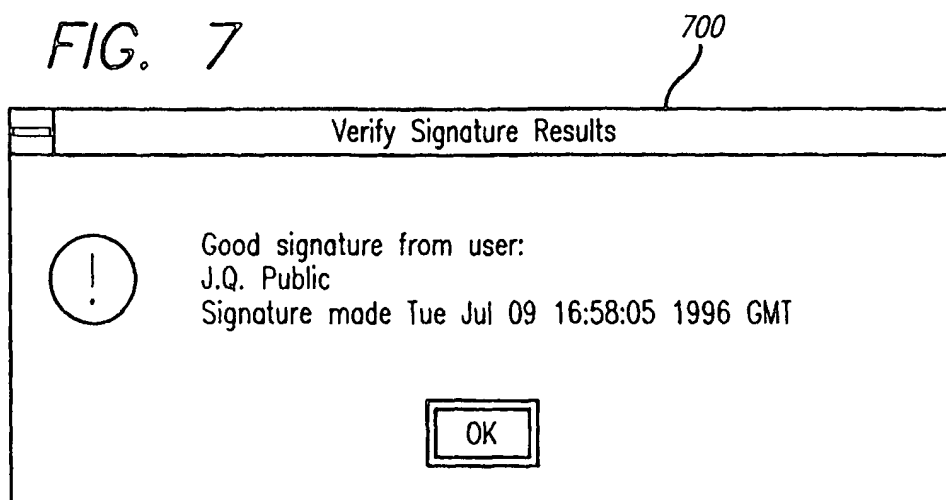 FIG. 7
700
Verify Signature Results
Good signature from user:
J.Q. Public
Signature made Tue Jul 09 16:58:05 1996 GMT
!
OK